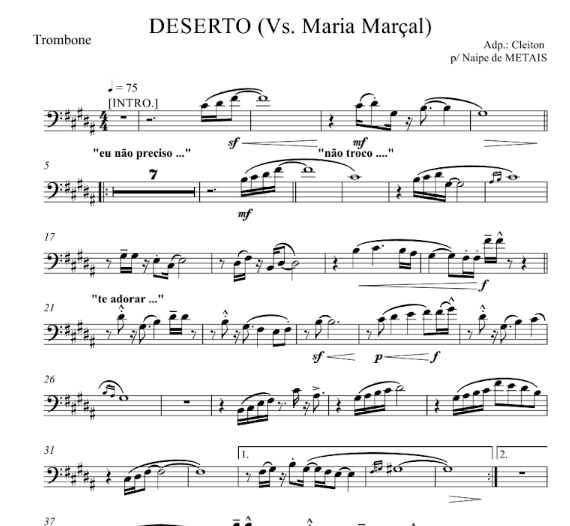 DESERTO (Vs. Maria Marçal)
Trombone
Adp.: Cleiton
p/ Naipe de METAIS
♩ = 75
[INTRO.]
4
4
sf
mf
"eu não preciso ..."
"não troco ...."
5
7
mf
17
f
"te adorar ..."
21
sf
p
f
26
31
1.
2.
37